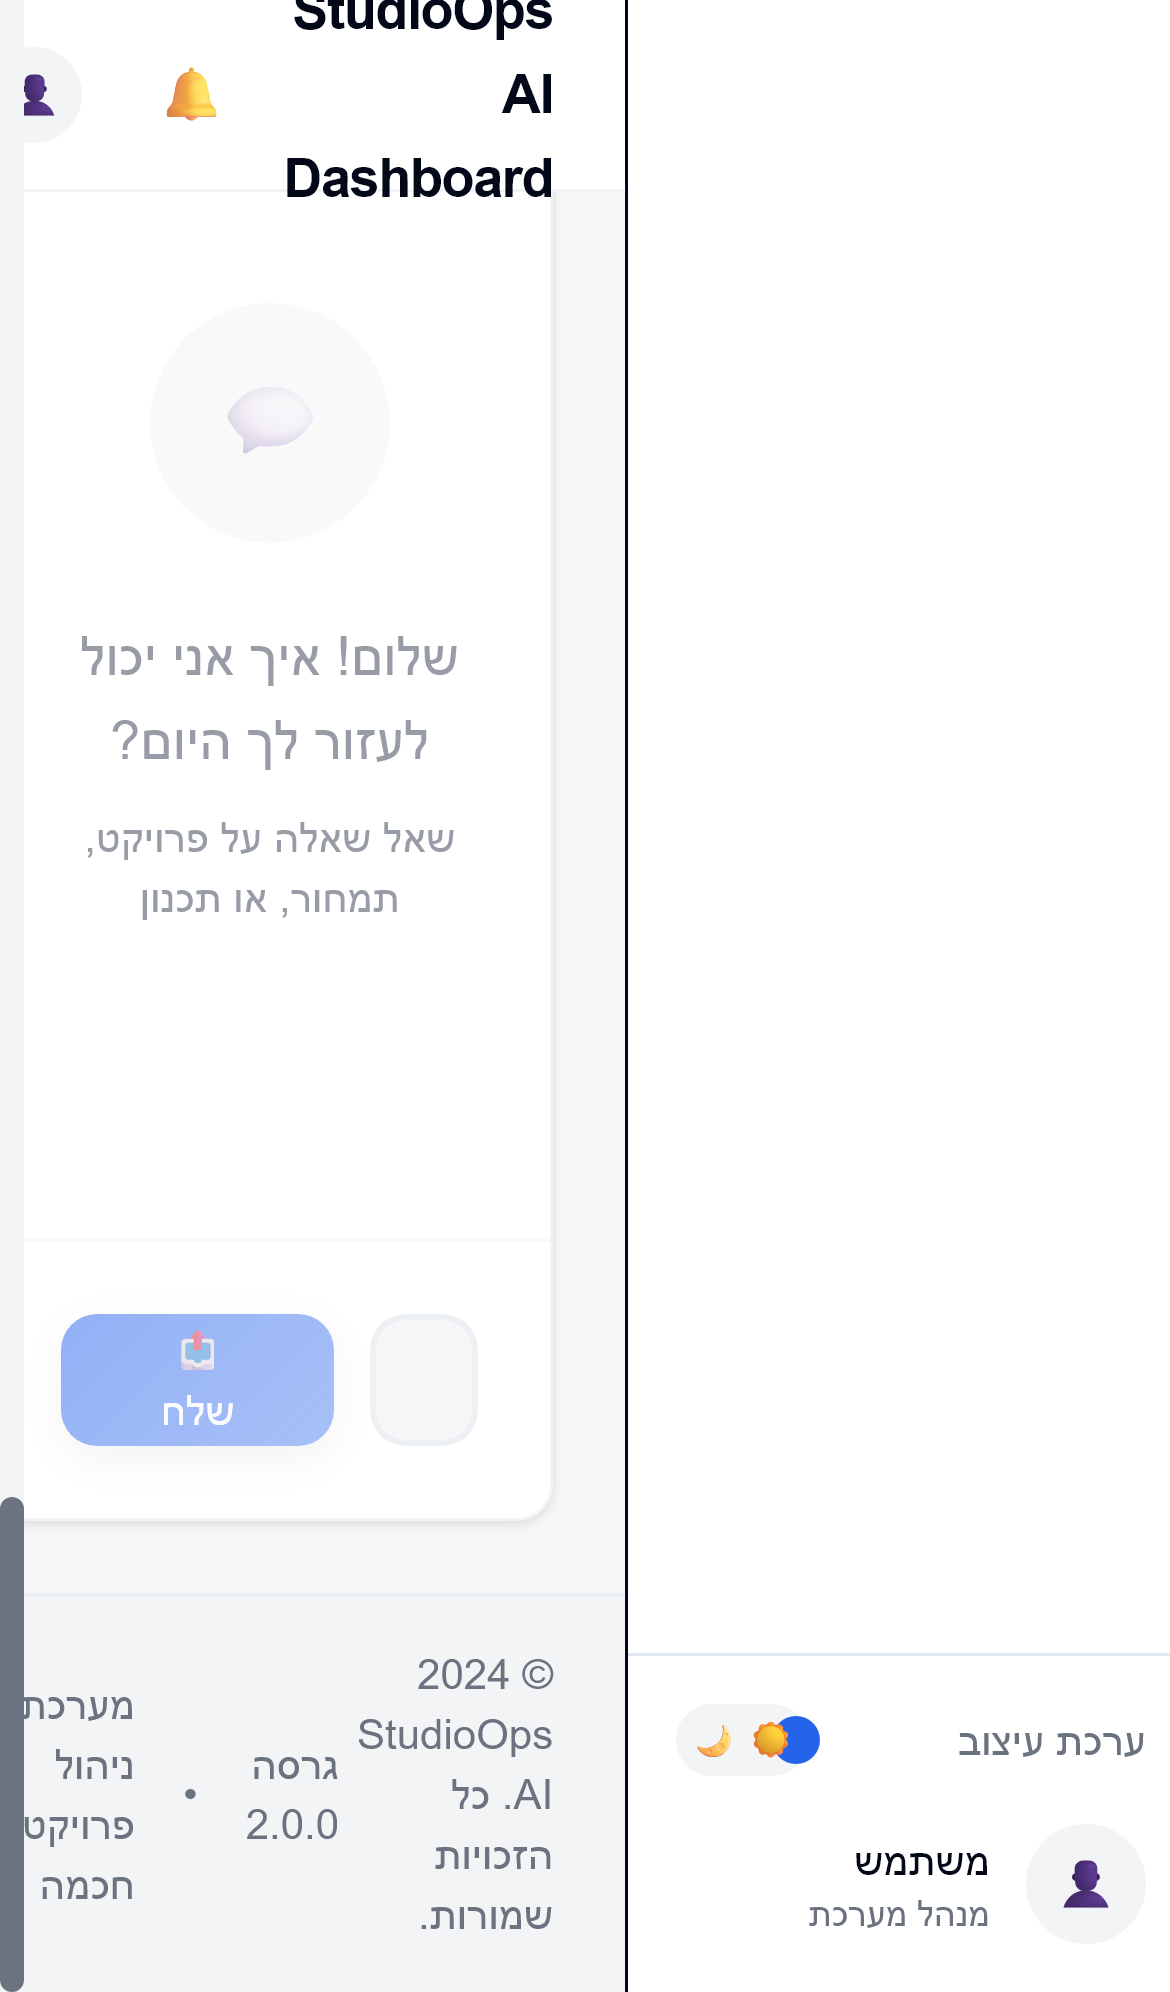 StudioOps
AI
Dashboard
שלום! איך אני יכול
לעזור לך היום?
שאל שאלה על פרויקט,
תמחור, או תכנון
שלח
© 2024
StudioOps
AI. כל
הזכויות
שמורות.
גרסה
2.0.0
•
מערכת
ניהול
פרויקט
חכמה
ערכת עיצוב
משתמש
מנהל מערכת